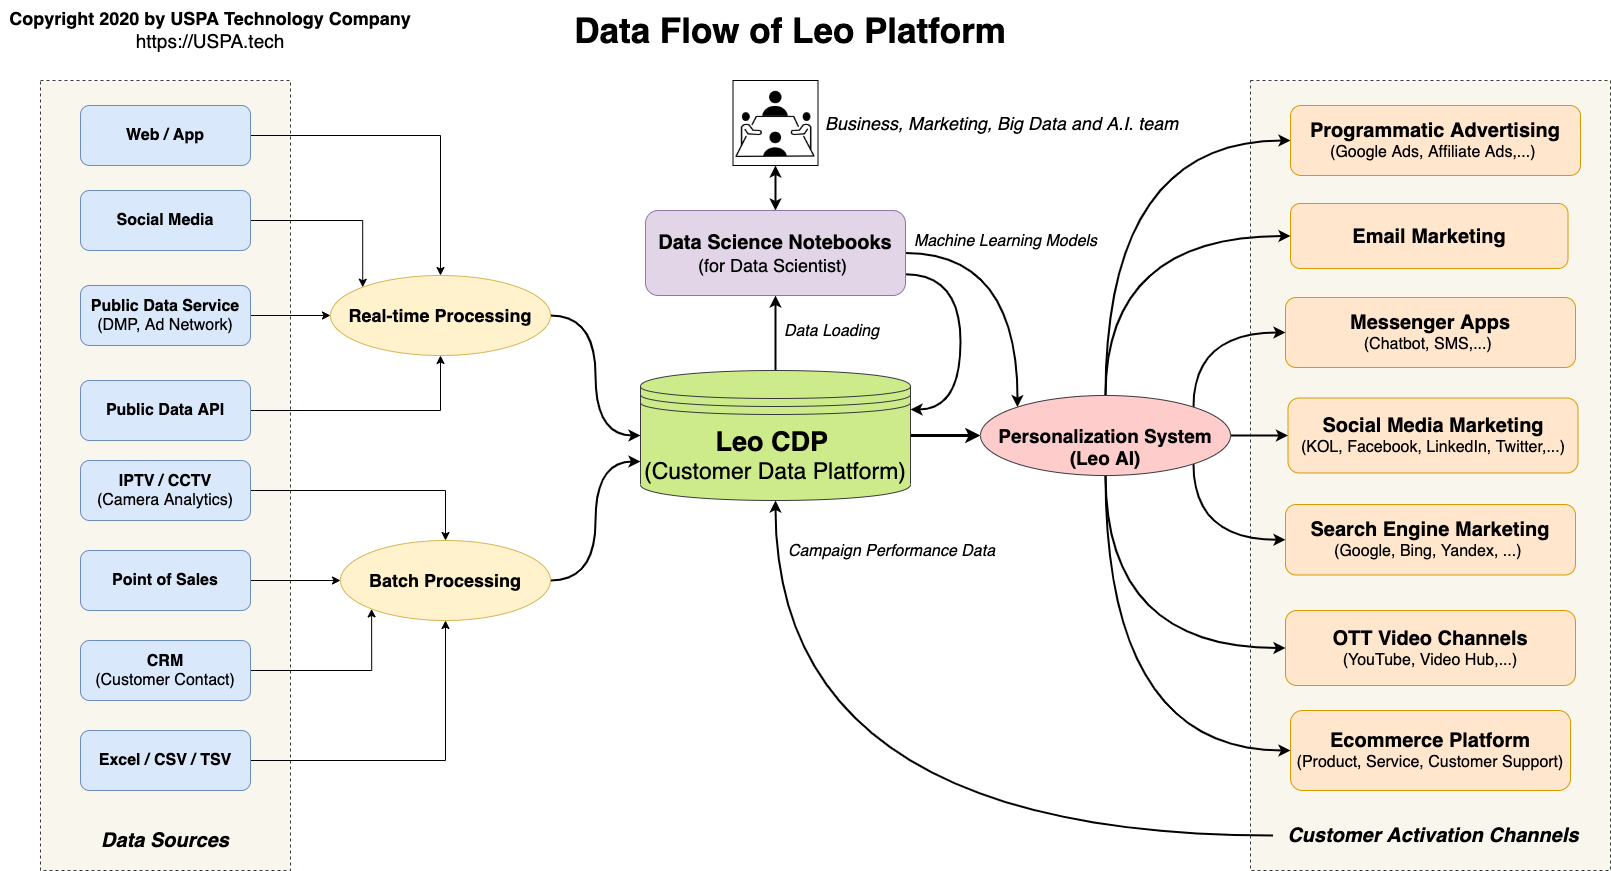 Copyright 2020 by USPA Technology Company
https://USPA.tech
Data Flow of Leo Platform
Web / App
Social Media
Public Data Service
(DMP, Ad Network)
Public Data API
IPTV / CCTV
(Camera Analytics)
Point of Sales
CRM
(Customer Contact)
Excel / CSV / TSV
Data Sources
Real-time Processing
Batch Processing
Business, Marketing, Big Data and A.I. team
Data Science Notebooks
(for Data Scientist)
Machine Learning Models
Data Loading
Leo CDP
(Customer Data Platform)
Campaign Performance Data
Personalization System
(Leo AI)
Programmatic Advertising
(Google Ads, Affiliate Ads,...)
Email Marketing
Messenger Apps
(Chatbot, SMS,...)
Social Media Marketing
(KOL, Facebook, LinkedIn, Twitter,...)
Search Engine Marketing
(Google, Bing, Yandex, ...)
OTT Video Channels
(YouTube, Video Hub,...)
Ecommerce Platform
(Product, Service, Customer Support)
Customer Activation Channels